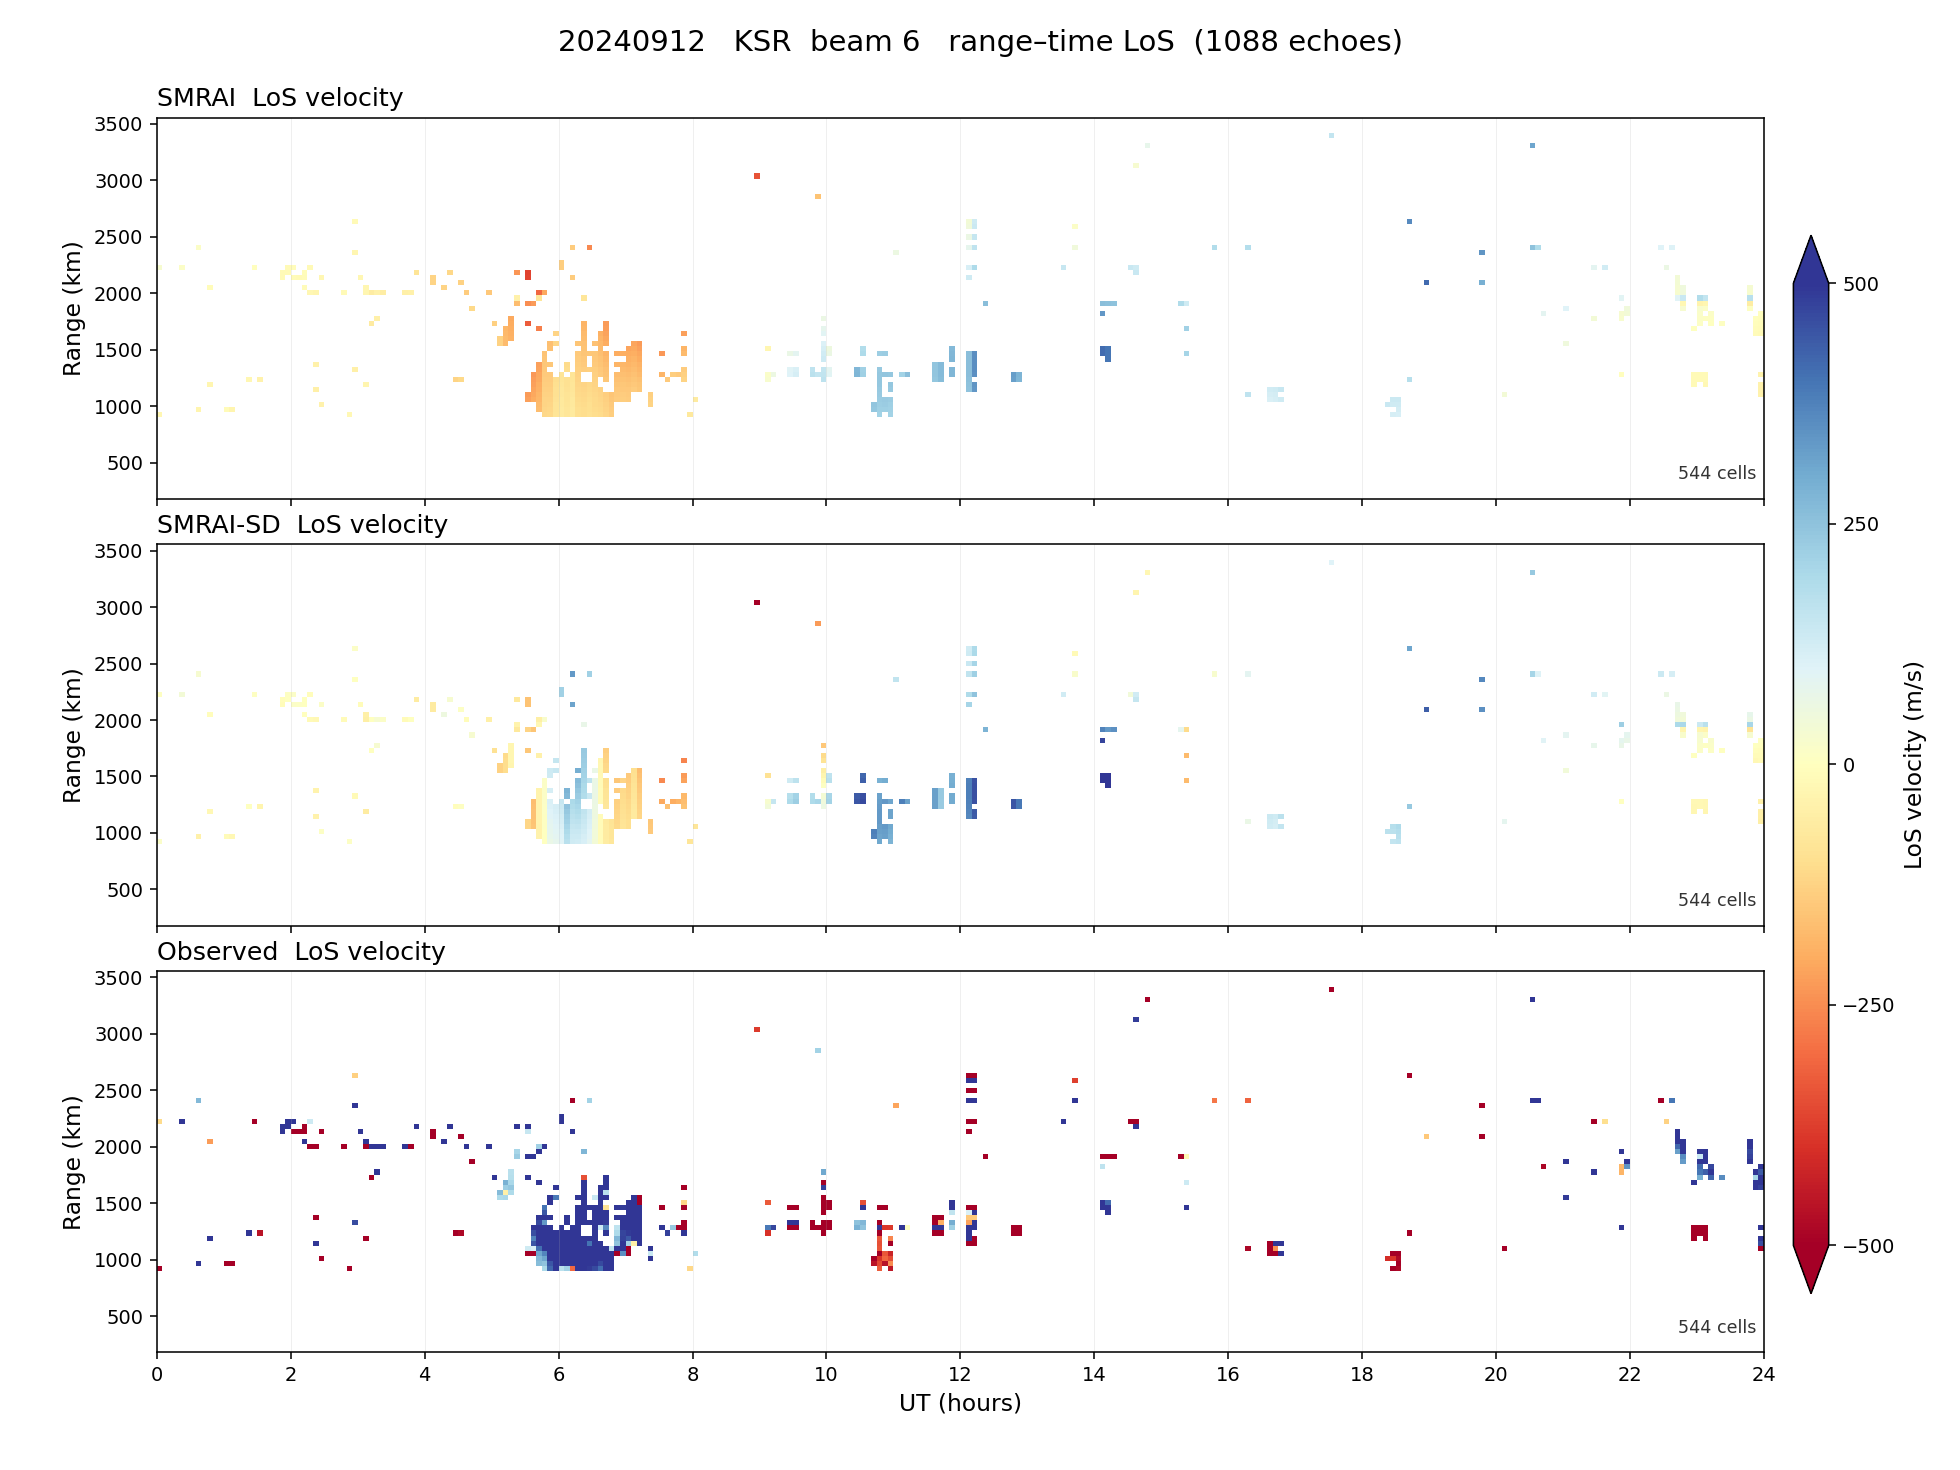 20240912   KSR  beam 6   range–time LoS  (1088 echoes)
SMRAI  LoS velocity
3500
3000
2500
2000
1500
1000
500
Range (km)
544 cells
SMRAI-SD  LoS velocity
3500
3000
2500
2000
1500
1000
500
Range (km)
544 cells
Observed  LoS velocity
3500
3000
2500
2000
1500
1000
500
Range (km)
544 cells
0 2 4 6 8 10 12 14 16 18 20 22 24
UT (hours)
500
250
0
−250
−500
LoS velocity (m/s)